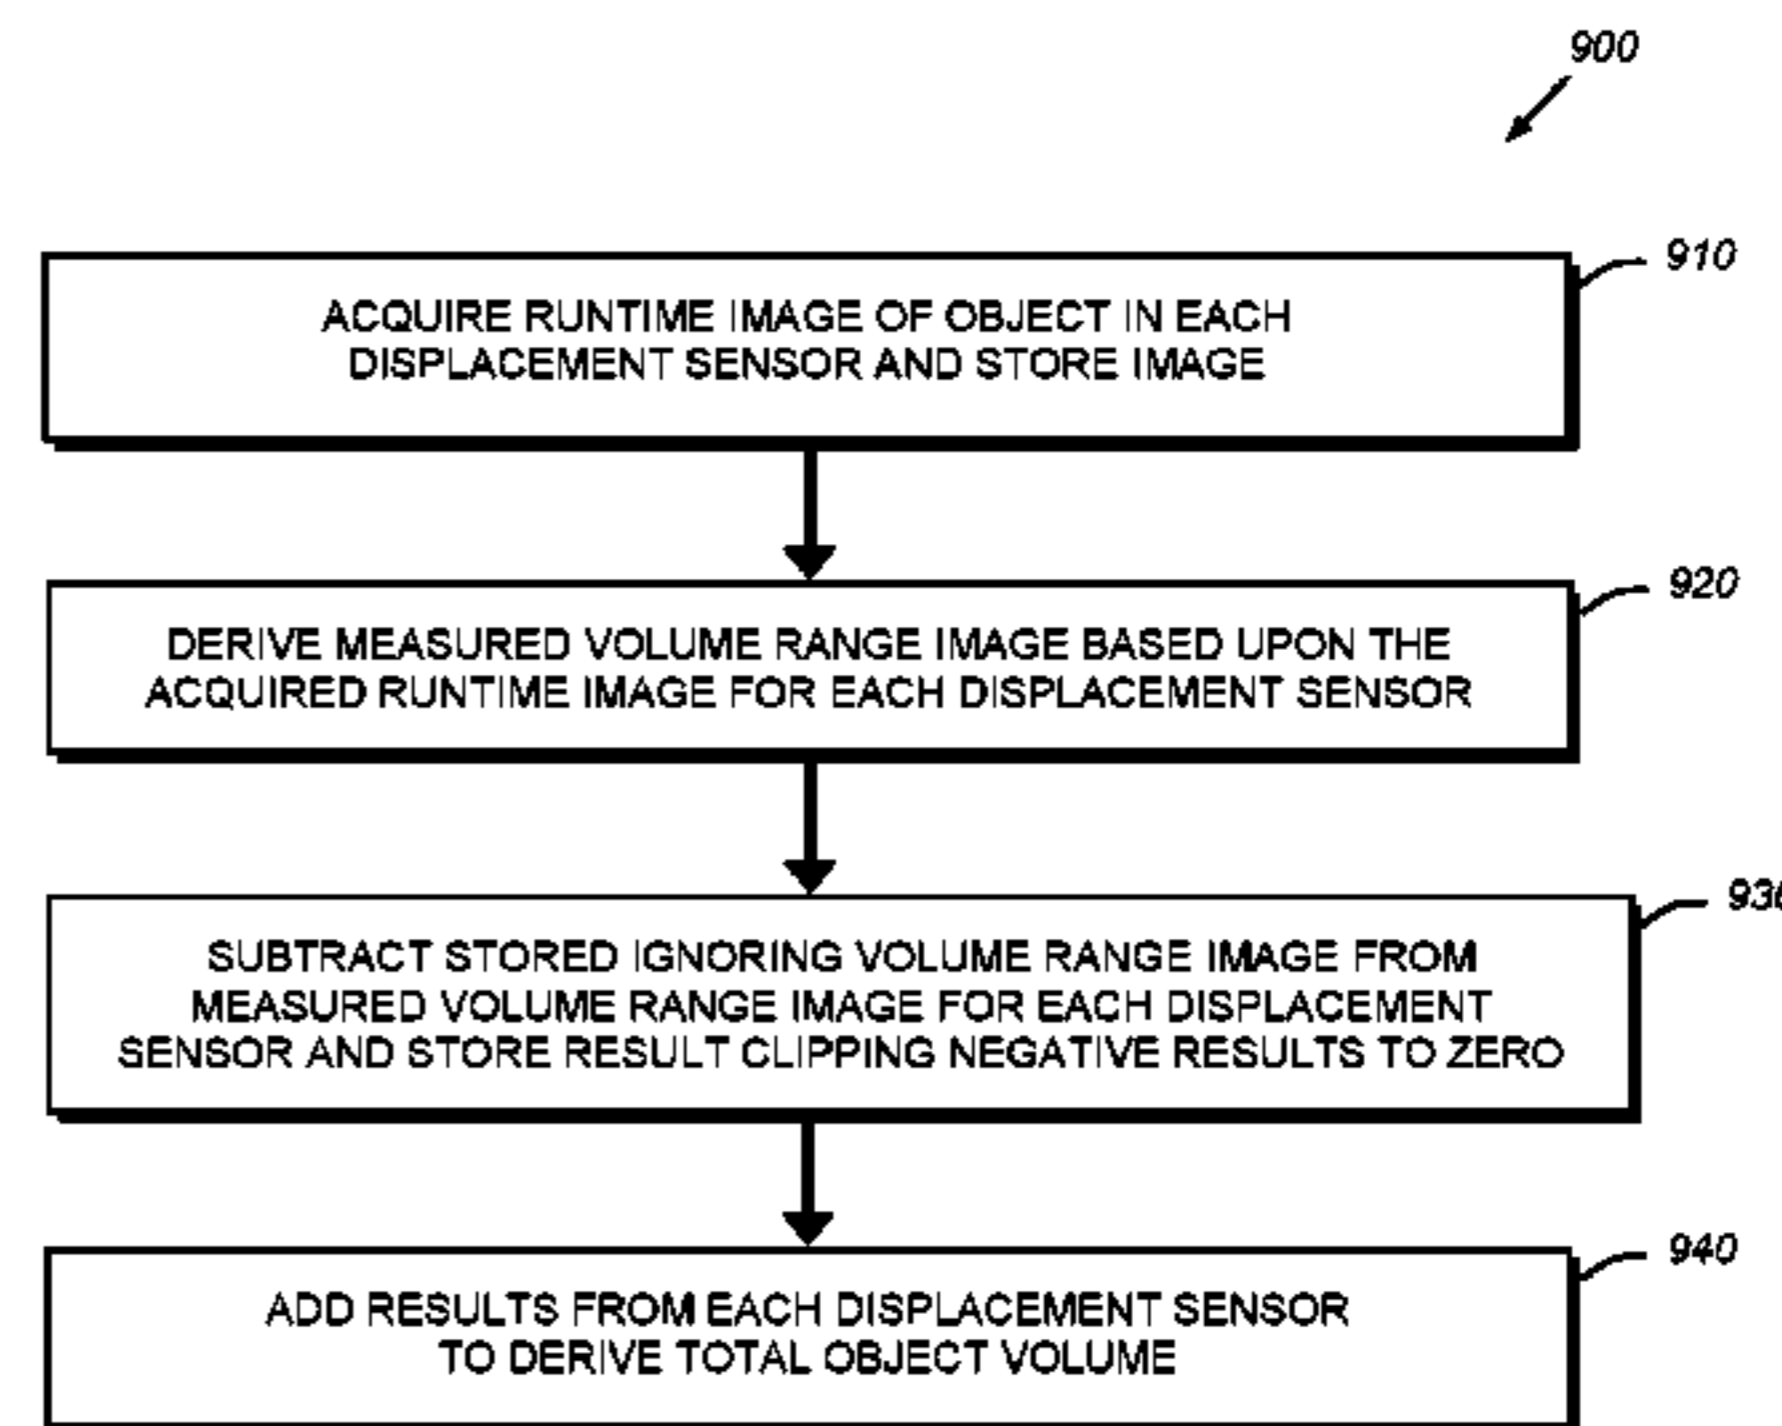 900
910
ACQUIRE RUNTIME IMAGE OF OBJECT IN EACH
DISPLACEMENT SENSOR AND STORE IMAGE
920
DERIVE MEASURED VOLUME RANGE IMAGE BASED UPON THE
ACQUIRED RUNTIME IMAGE FOR EACH DISPLACEMENT SENSOR
SUBTRACT STORED IGNORING VOLUME RANGE IMAGE FROM
MEASURED VOLUME RANGE IMAGE FOR EACH DISPLACEMENT
SENSOR AND STORE RESULT CLIPPING NEGATIVE RESULTS TO ZERO
940
ADD RESULTS FROM EACH DISPLACEMENT SENSOR
TO DERIVE TOTAL OBJECT VOLUME